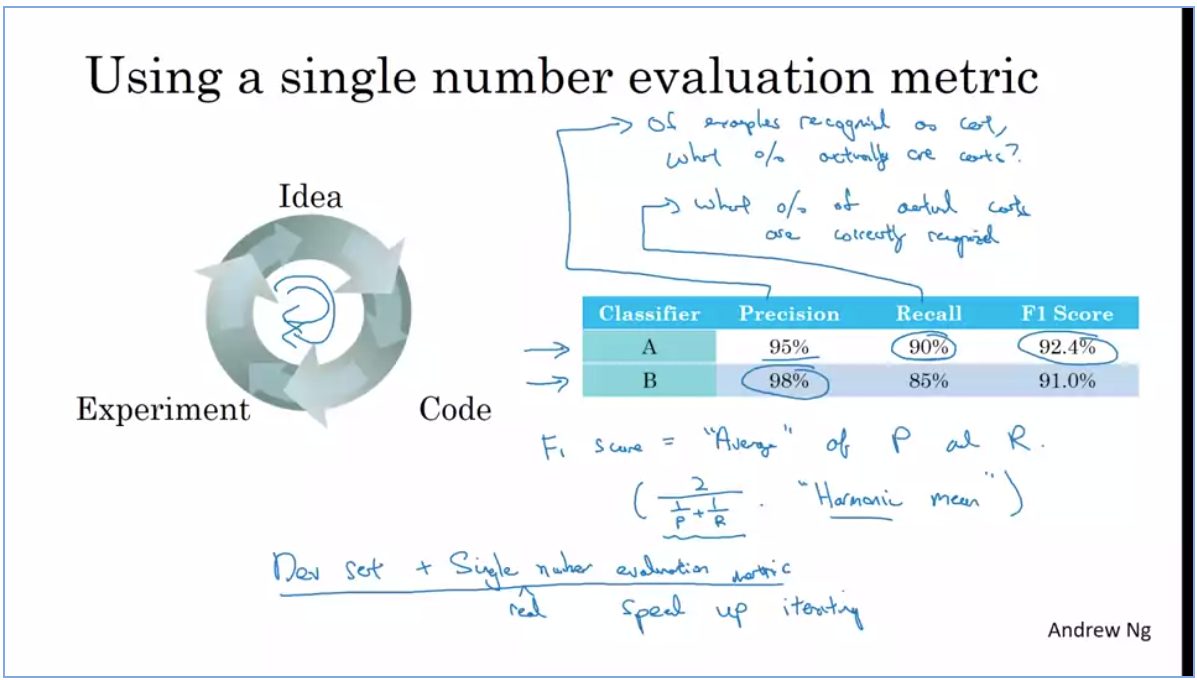 Using a single number evaluation metric
Of examples recognized as cat,
what % actually are cats?
what % of actual cats
are correctly recognized
Idea
Experiment
Code
Classifier Precision Recall F1 Score
A 95% 90% 92.4%
B 98% 85% 91.0%
F1 score = "Average" of P and R.
( 2 / (1/P + 1/R) . "Harmonic mean" )
Dev set + Single number evaluation metric
real speed up iterating
Andrew Ng